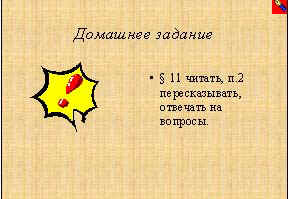 Домашнее задание
• § 11 читать, п.2
пересказывать,
отвечать на
вопросы.